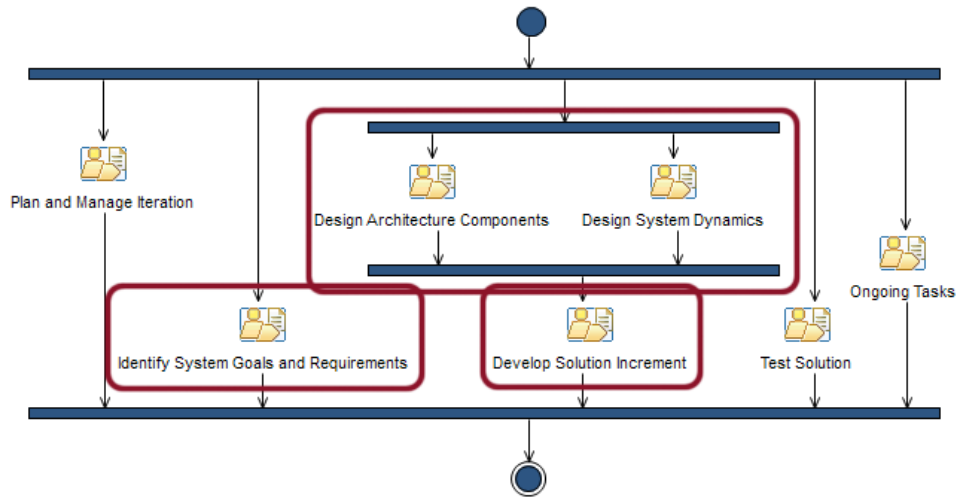 Plan and Manage Iteration
Design Architecture Components
Design System Dynamics
Ongoing Tasks
Identify System Goals and Requirements
Develop Solution Increment
Test Solution